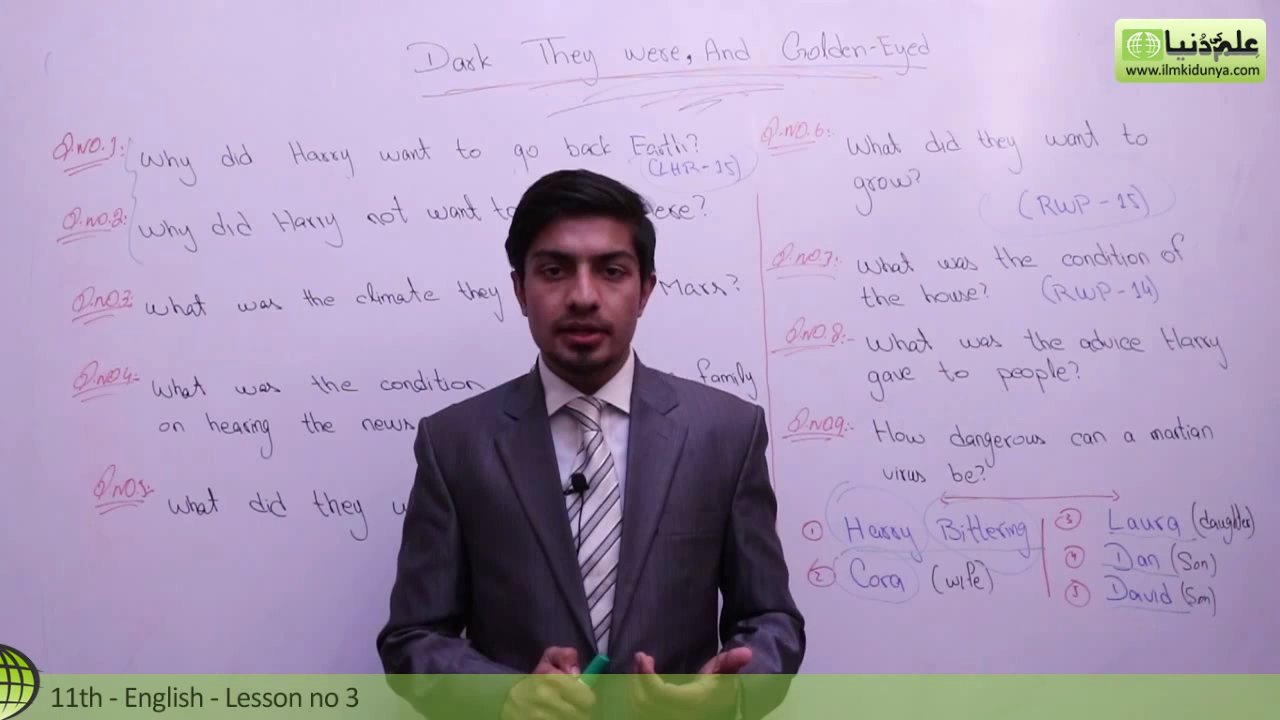 Dark They were, And Golden-Eyed
علم کی دُنیا
www.ilmkidunya.com
Q.NO.1:- Why did Harry want to go back Earth?
(LHR-15)
Q.NO.2:- Why did Harry not want to ere?
Q.NO.3:- What was the climate they Mars?
Q.NO.4:- What was the condition family
on hearing the news
Q.NO.5:- What did they
Q.NO.6:- What did they want to
grow?
(RWP-15)
Q.NO.7:- What was the condition of
the house? (RWP-14)
Q.NO.8:- What was the advice Harry
gave to people?
Q.NO.9:- How dangerous can a martian
virus be?
① Harry Bittering
② Cora (wife)
③ Laura (daughter)
④ Dan (Son)
⑤ David (Son)
11th - English - Lesson no 3